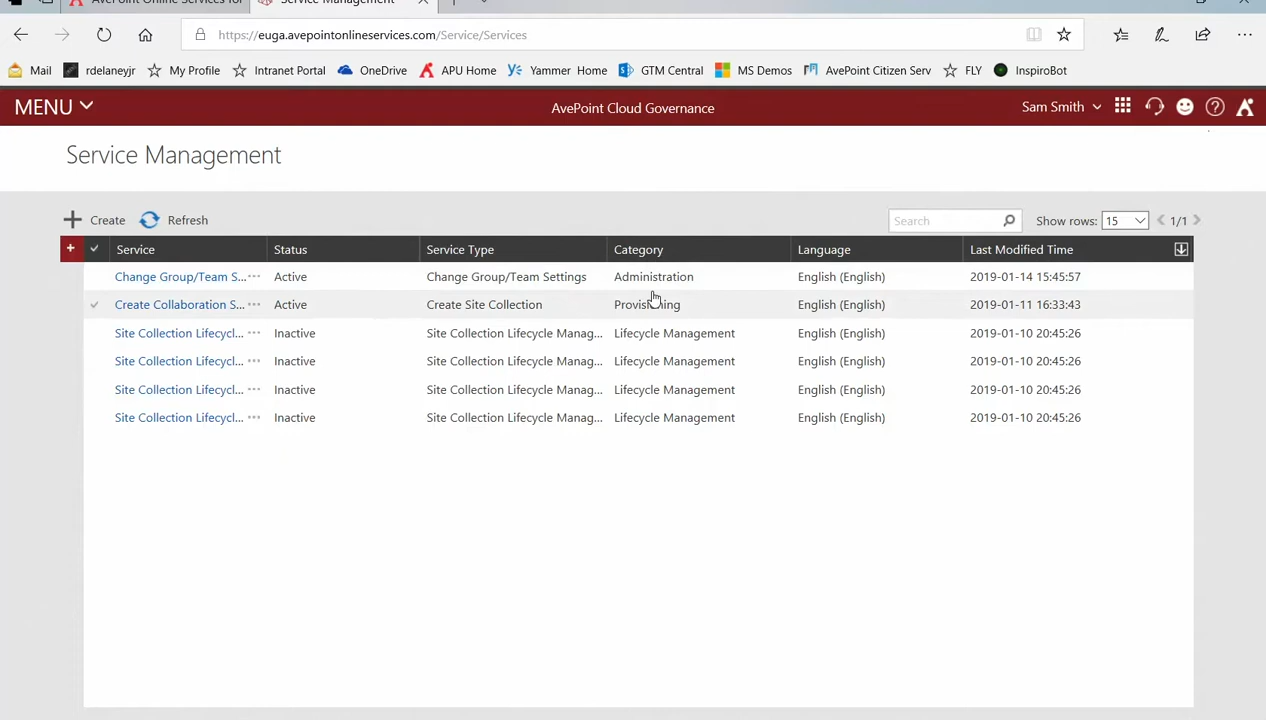 AvePoint Online Services for
Service Management
https://euga.avepointonlineservices.com/Service/Services
Mail rdelaneyjr My Profile Intranet Portal OneDrive APU Home Yammer Home GTM Central MS Demos AvePoint Citizen Serv FLY InspiroBot
MENU AvePoint Cloud Governance Sam Smith
Service Management
Create Refresh Search Show rows: 15 1/1
Service Status Service Type Category Language Last Modified Time
Change Group/Team S... Active Change Group/Team Settings Administration English (English) 2019-01-14 15:45:57
Create Collaboration S... Active Create Site Collection Provisioning English (English) 2019-01-11 16:33:43
Site Collection Lifecycl... Inactive Site Collection Lifecycle Manag... Lifecycle Management English (English) 2019-01-10 20:45:26
Site Collection Lifecycl... Inactive Site Collection Lifecycle Manag... Lifecycle Management English (English) 2019-01-10 20:45:26
Site Collection Lifecycl... Inactive Site Collection Lifecycle Manag... Lifecycle Management English (English) 2019-01-10 20:45:26
Site Collection Lifecycl... Inactive Site Collection Lifecycle Manag... Lifecycle Management English (English) 2019-01-10 20:45:26